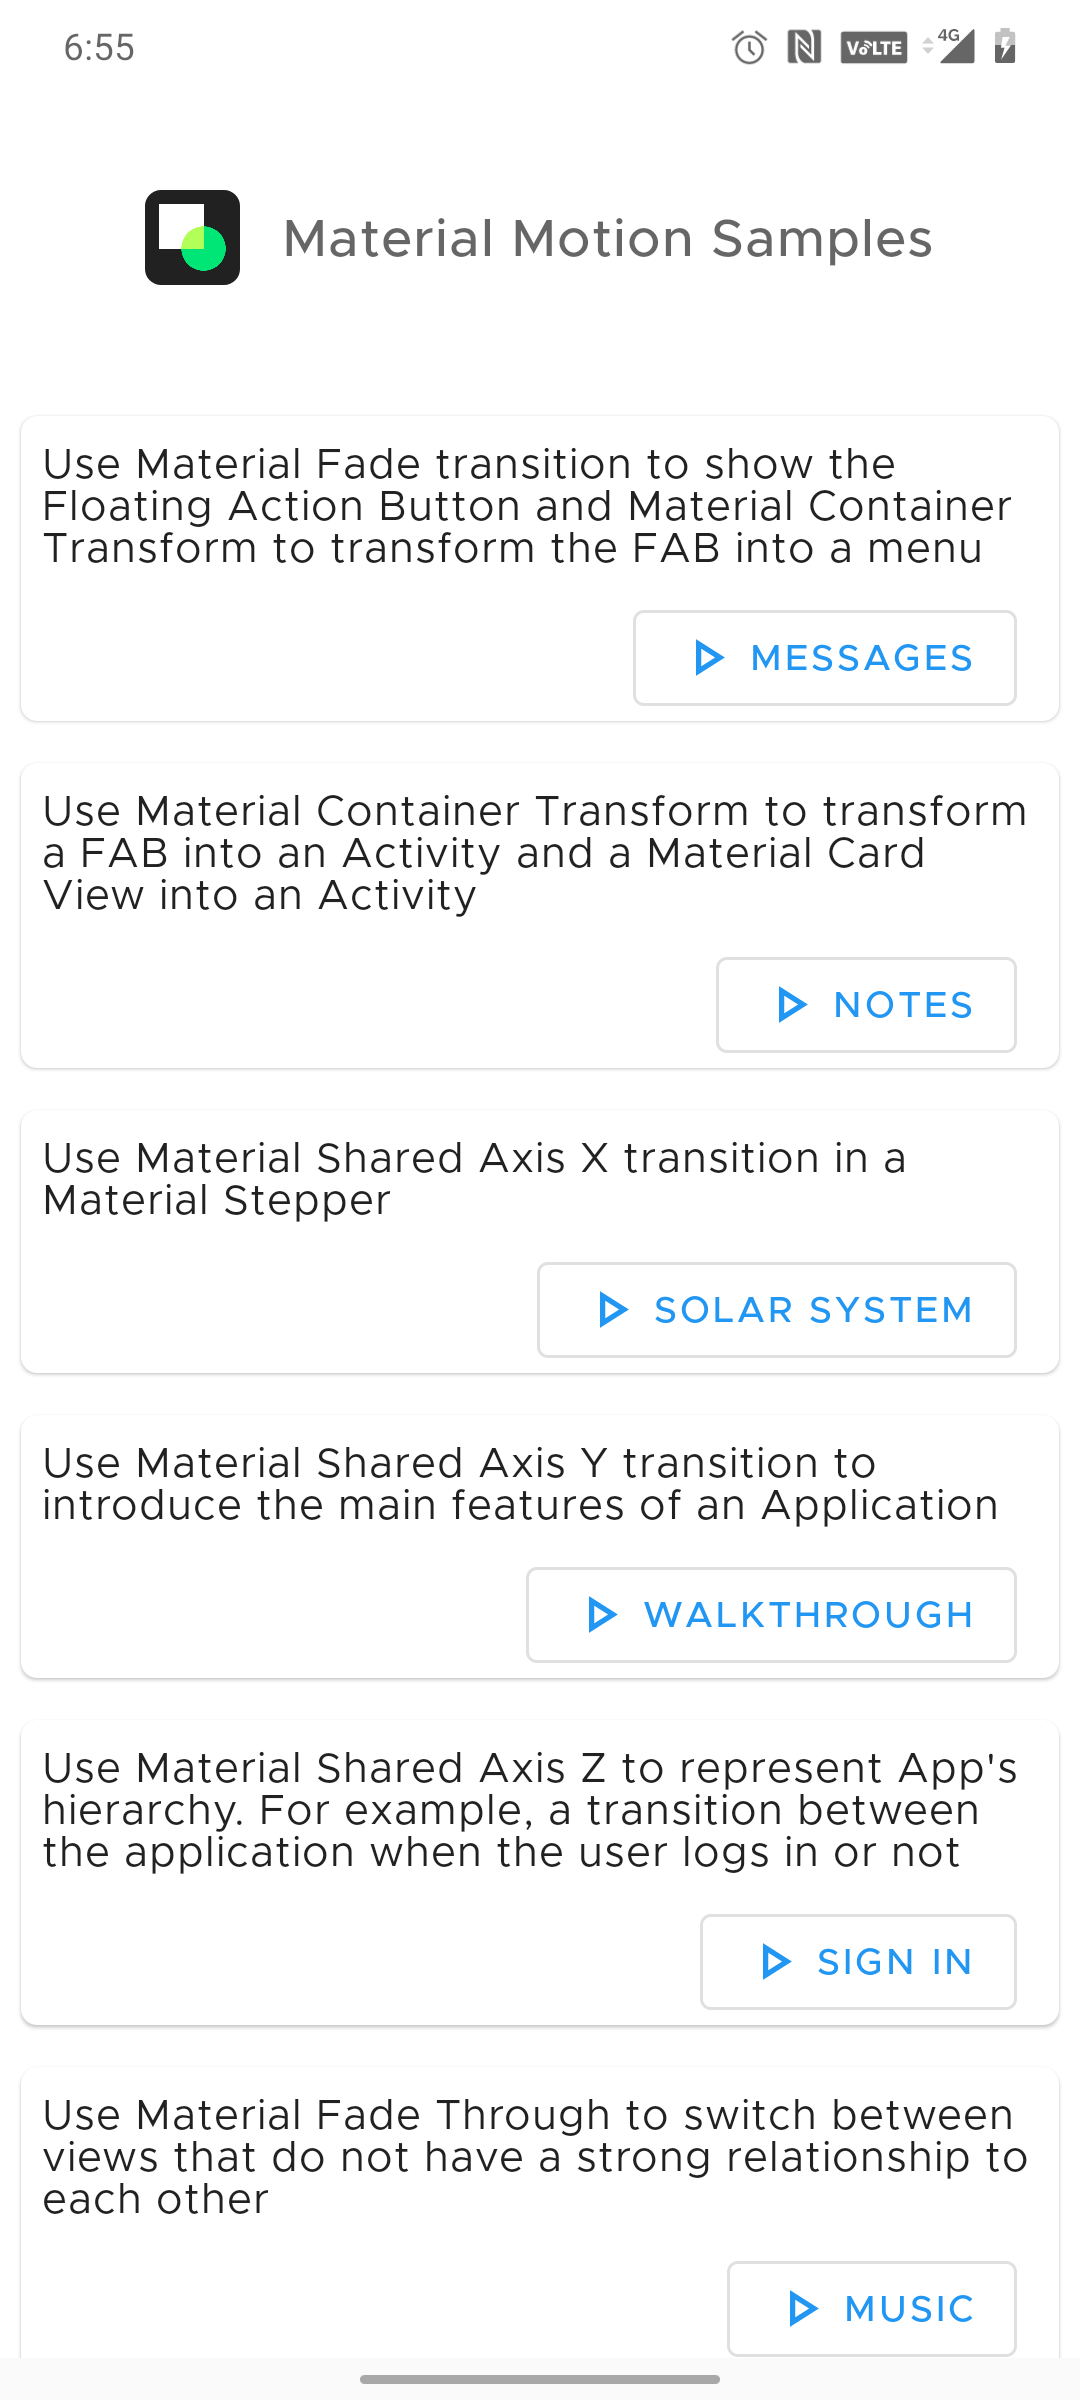 6:55
VoLTE
4G
Material Motion Samples
Use Material Fade transition to show the
Floating Action Button and Material Container
Transform to transform the FAB into a menu
MESSAGES
Use Material Container Transform to transform
a FAB into an Activity and a Material Card
View into an Activity
NOTES
Use Material Shared Axis X transition in a
Material Stepper
SOLAR SYSTEM
Use Material Shared Axis Y transition to
introduce the main features of an Application
WALKTHROUGH
Use Material Shared Axis Z to represent App's
hierarchy. For example, a transition between
the application when the user logs in or not
SIGN IN
Use Material Fade Through to switch between
views that do not have a strong relationship to
each other
MUSIC